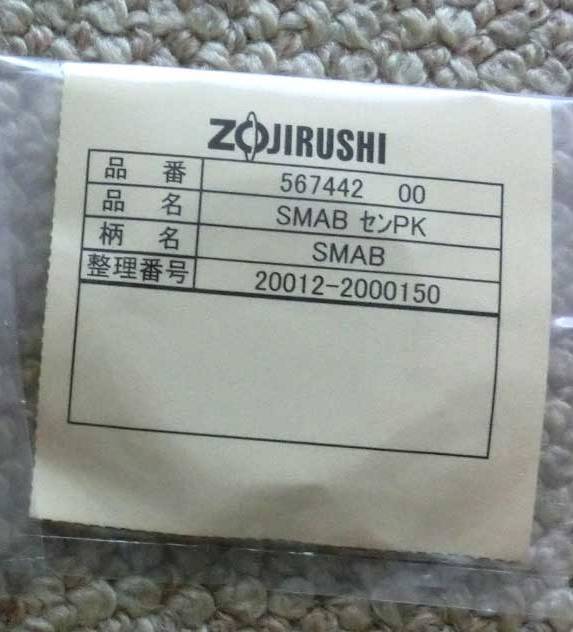 ZOJIRUSHI
品番 567442 00
品名 SMAB センPK
柄名 SMAB
整理番号 20012-2000150